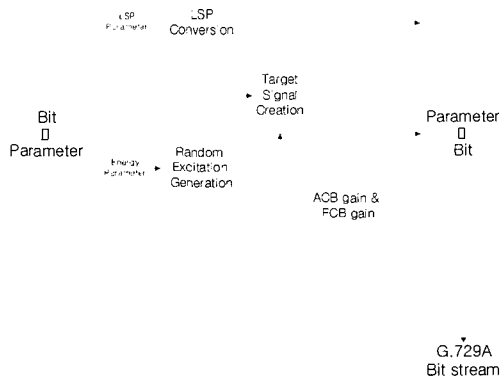 LSP
Parameter
LSP
Conversion
Target
Signal
Creation
Bit
Parameter
Parameter
Bit
Energy
Parameter
Random
Excitation
Generation
ACB gain &
FCB gain
G.729A
Bit stream